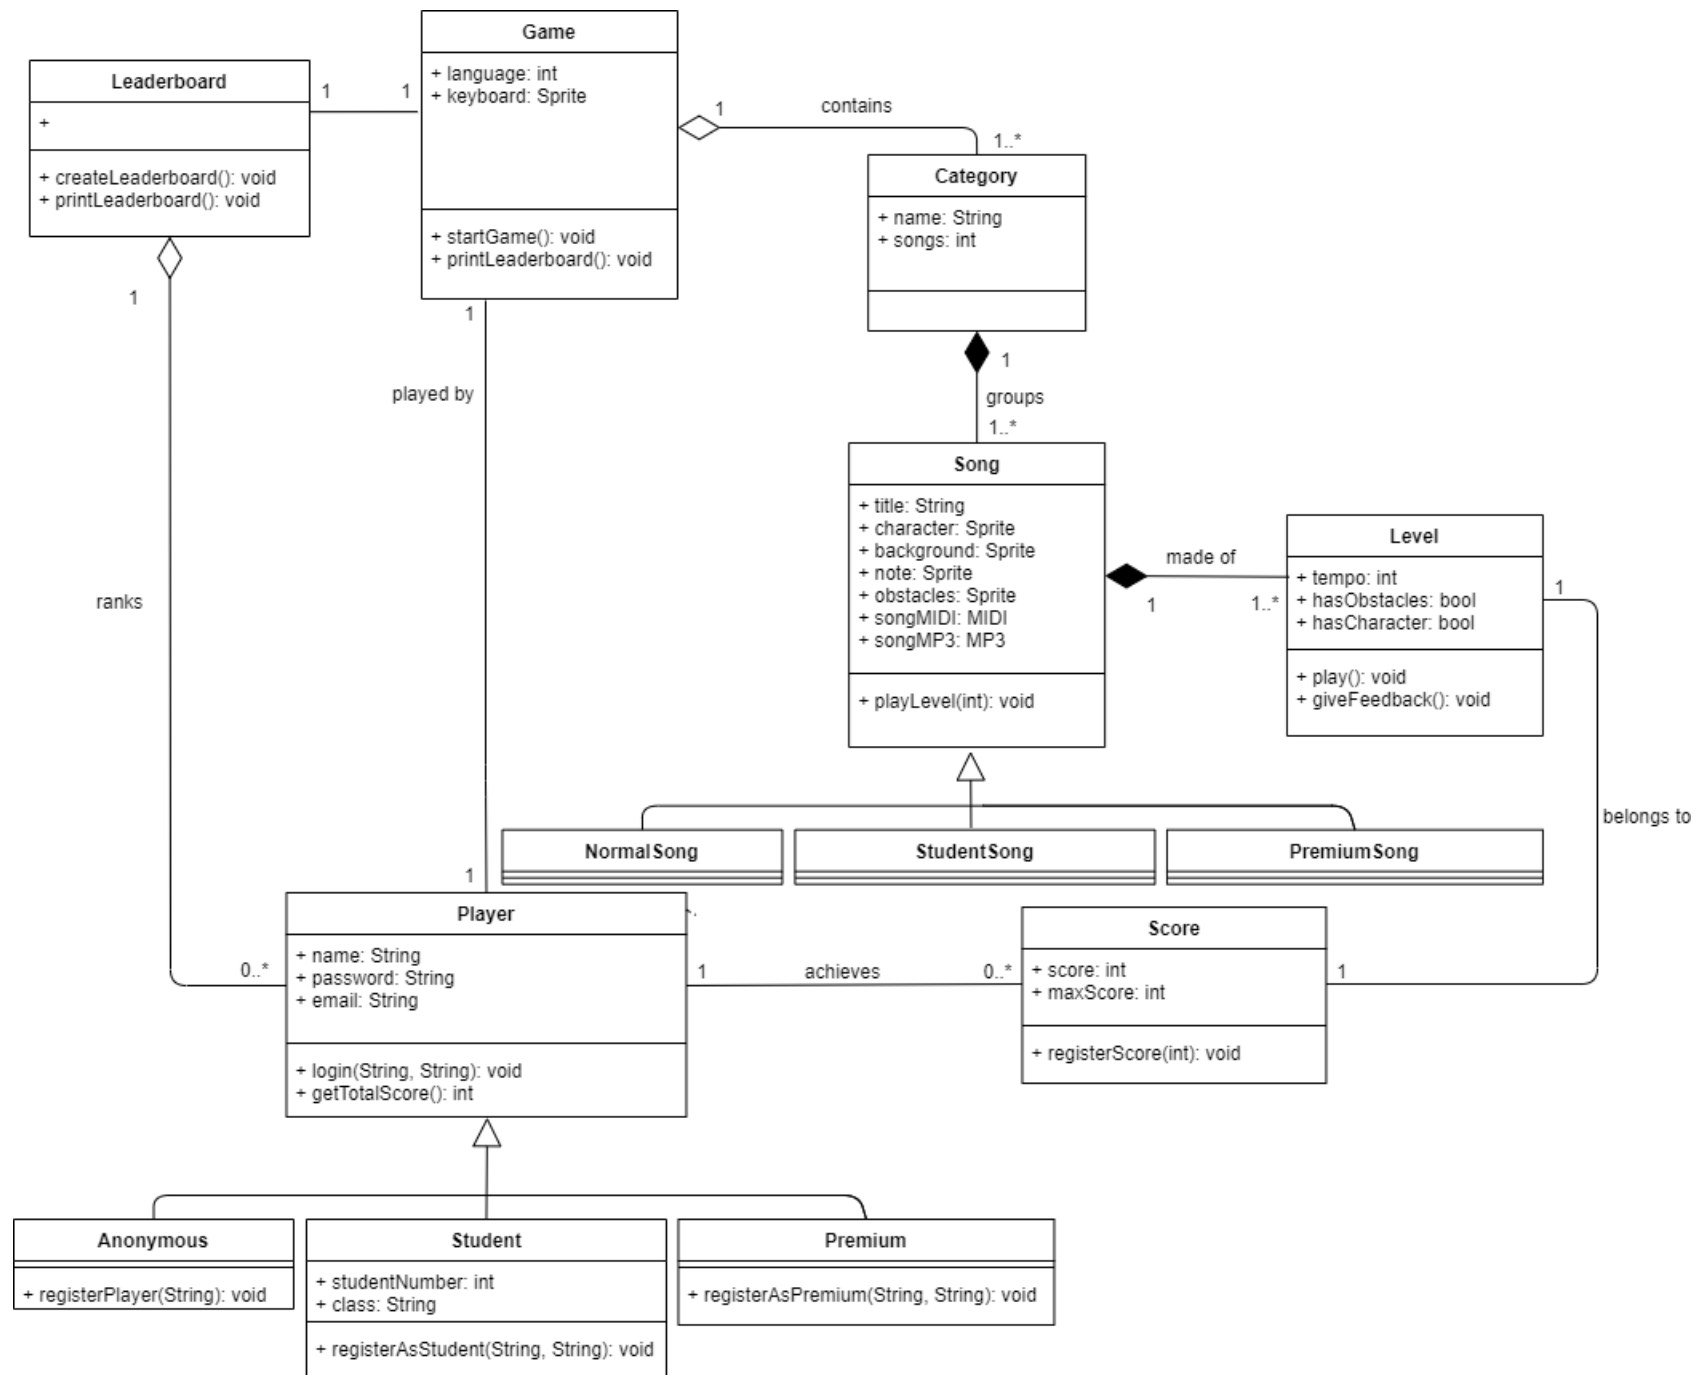 Game
+ language: int
+ keyboard: Sprite
+ startGame(): void
+ printLeaderboard(): void
Leaderboard
+
+ createLeaderboard(): void
+ printLeaderboard(): void
1
1
1
contains
1..*
Category
+ name: String
+ songs: int
1
groups
1..*
1
ranks
0..*
1
played by
1
Song
+ title: String
+ character: Sprite
+ background: Sprite
+ note: Sprite
+ obstacles: Sprite
+ songMIDI: MIDI
+ songMP3: MP3
+ playLevel(int): void
made of
1
1..*
Level
+ tempo: int
+ hasObstacles: bool
+ hasCharacter: bool
+ play(): void
+ giveFeedback(): void
1
belongs to
1
NormalSong
StudentSong
PremiumSong
Player
+ name: String
+ password: String
+ email: String
+ login(String, String): void
+ getTotalScore(): int
1
achieves
0..*
Score
+ score: int
+ maxScore: int
+ registerScore(int): void
Anonymous
+ registerPlayer(String): void
Student
+ studentNumber: int
+ class: String
+ registerAsStudent(String, String): void
Premium
+ registerAsPremium(String, String): void